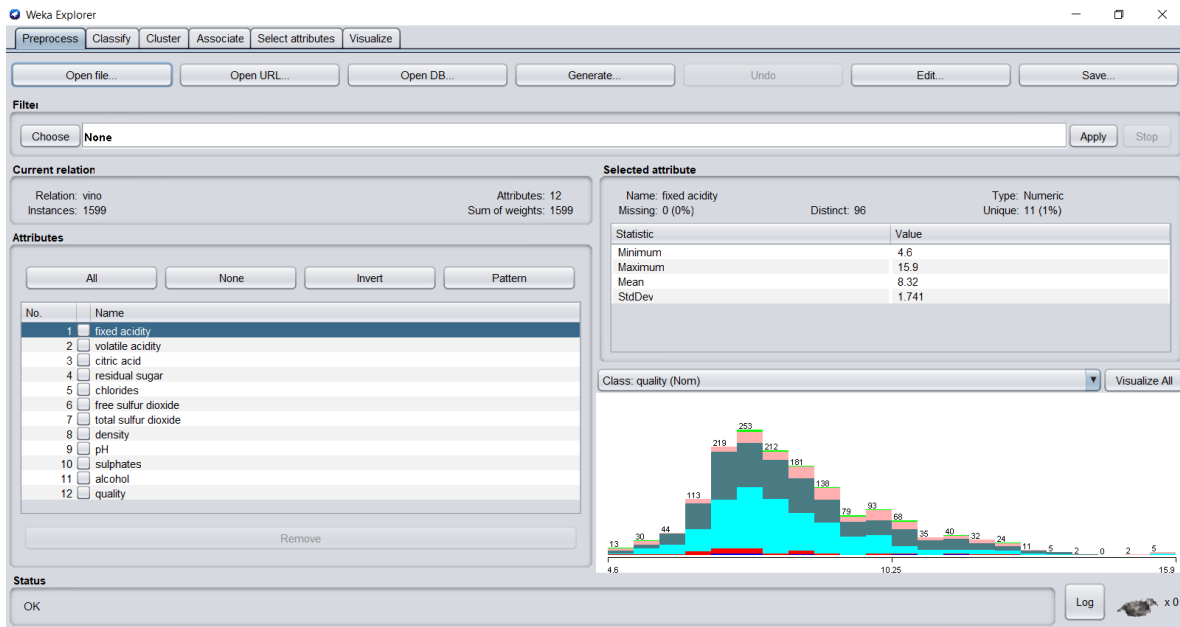 Weka Explorer
Preprocess Classify Cluster Associate Select attributes Visualize
Open file... Open URL... Open DB... Generate... Undo Edit... Save...
Filter
Choose None Apply Stop
Current relation
Relation: vino Attributes: 12
Instances: 1599 Sum of weights: 1599
Selected attribute
Name: fixed acidity Type: Numeric
Missing: 0 (0%) Distinct: 96 Unique: 11 (1%)
Statistic Value
Minimum 4.6
Maximum 15.9
Mean 8.32
StdDev 1.741
Attributes
All None Invert Pattern
No. Name
1 fixed acidity
2 volatile acidity
3 citric acid
4 residual sugar
5 chlorides
6 free sulfur dioxide
7 total sulfur dioxide
8 density
9 pH
10 sulphates
11 alcohol
12 quality
Remove
Class: quality (Nom) Visualize All
13 30 44 113 219 253 212 181 138 79 93 68 35 40 32 24 11 5 2 0 2 5
4.6 10.25 15.9
Status
OK Log x 0